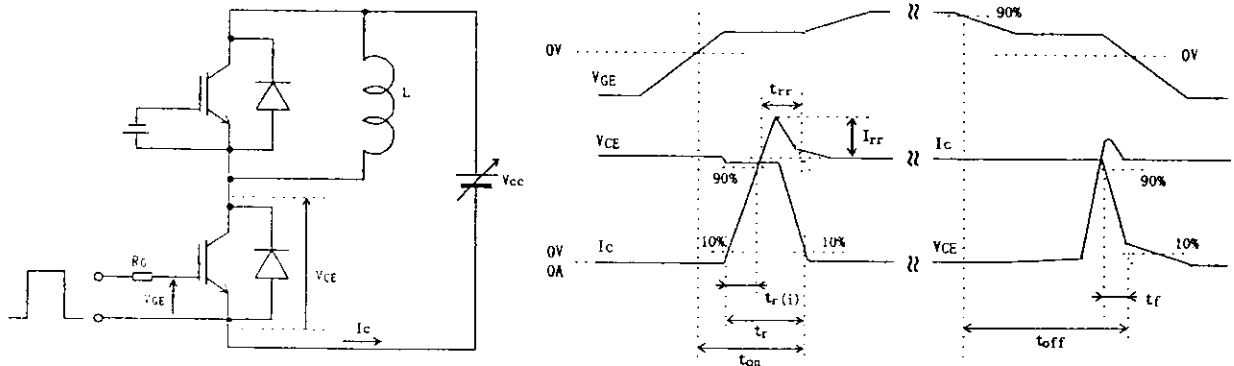 L
Vcc
RG
VGE
VCE
Ic
0V
VGE
90%
0V
trr
Irr
VCE
Ic
90%
90%
10%
10%
10%
0V
0A
Ic
VCE
tr(i)
tr
ton
tf
toff